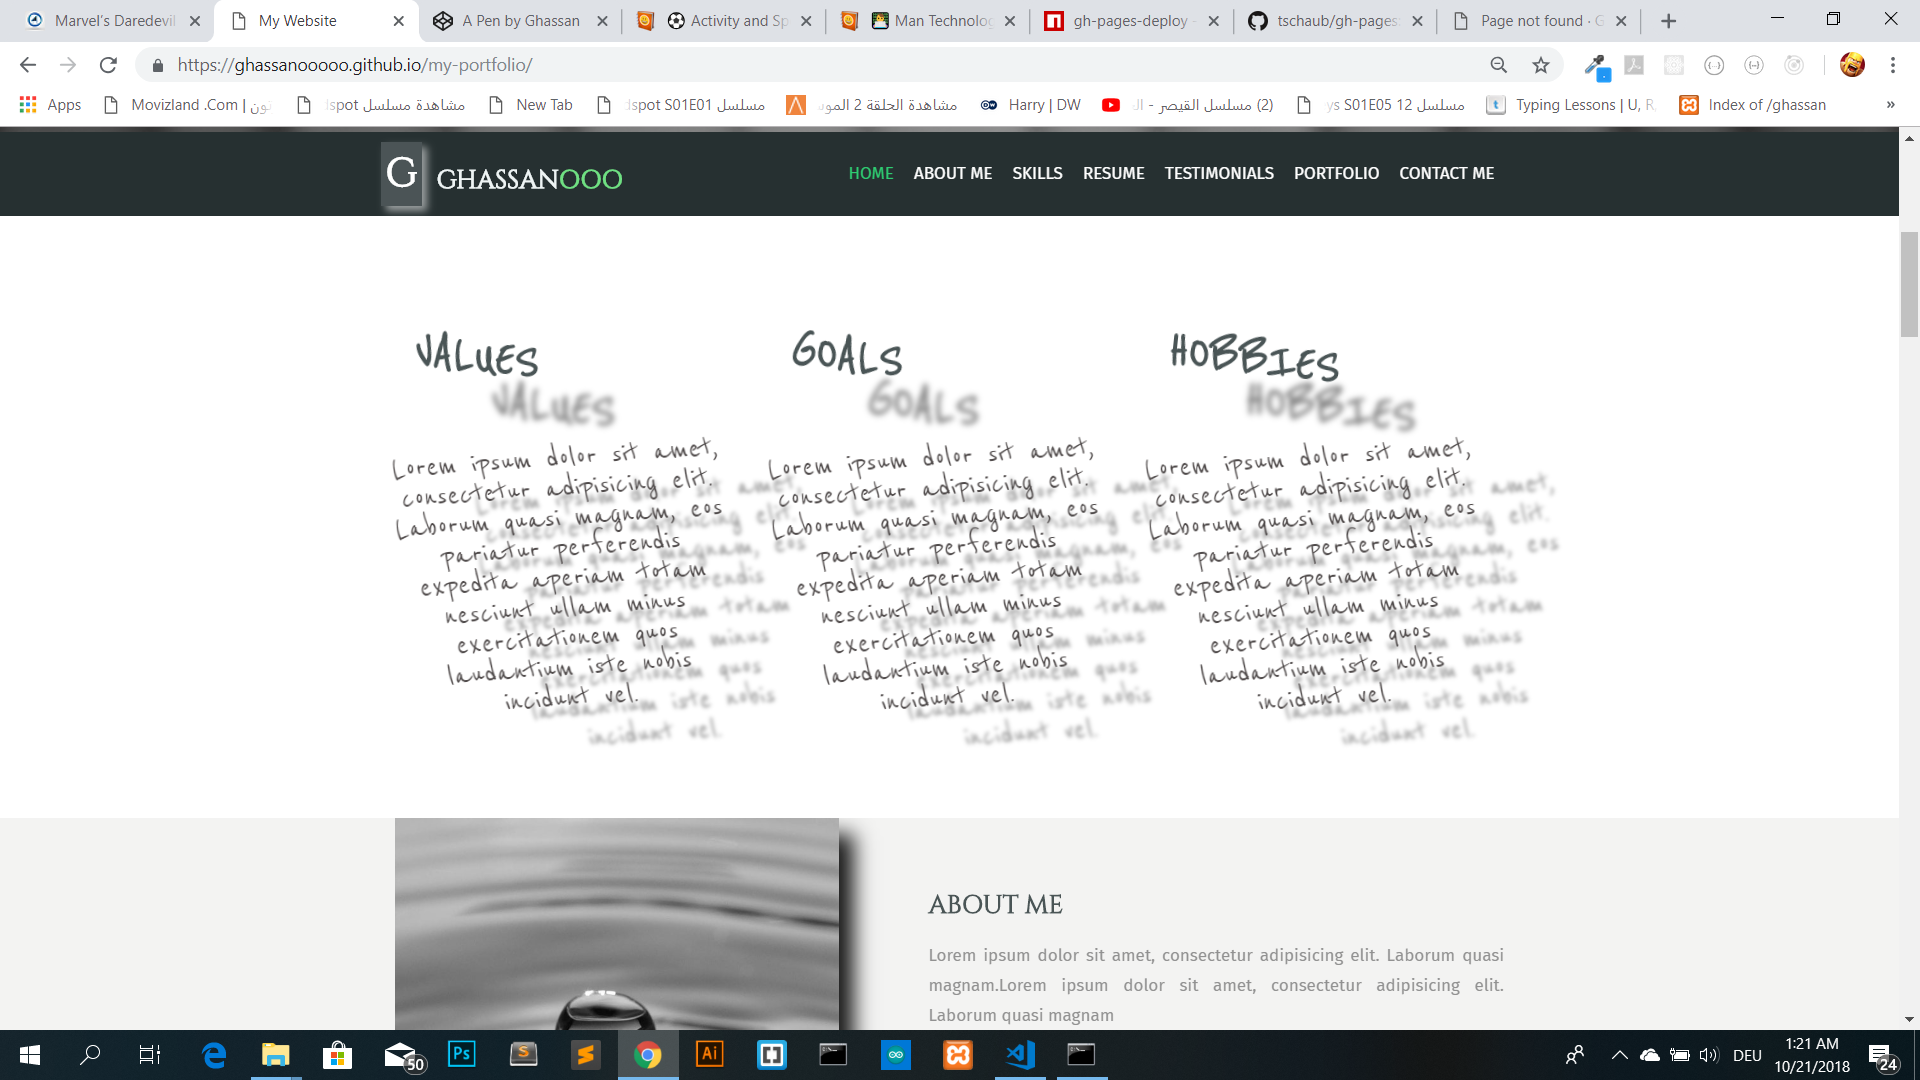 Marvel's Daredevil
My Website
A Pen by Ghassan
Activity and Sp
Man Technolog
gh-pages-deploy
tschaub/gh-pages
Page not found · G
https://ghassanooooo.github.io/my-portfolio/
Apps
Movizland .Com | نون
مشاهدة مسلسل
New Tab
مسلسل S01E01
مشاهدة الحلقة 2
Harry | DW
(2) مسلسل القيصر - ال
مسلسل 12 S01E05
Typing Lessons | U, R
Index of /ghassan
»
G GHASSANOOO
HOME ABOUT ME SKILLS RESUME TESTIMONIALS PORTFOLIO CONTACT ME
VALUES
Lorem ipsum dolor sit amet,
consectetur adipisicing elit.
Laborum quasi magnam, eos
pariatur perferendis
expedita aperiam totam
nesciunt ullam minus
exercitationem quos
laudantium iste nobis
incidunt vel.
GOALS
Lorem ipsum dolor sit amet,
consectetur adipisicing elit.
Laborum quasi magnam, eos
pariatur perferendis
expedita aperiam totam
nesciunt ullam minus
exercitationem quos
laudantium iste nobis
incidunt vel.
HOBBIES
Lorem ipsum dolor sit amet,
consectetur adipisicing elit.
Laborum quasi magnam, eos
pariatur perferendis
expedita aperiam totam
nesciunt ullam minus
exercitationem quos
laudantium iste nobis
incidunt vel.
ABOUT ME
Lorem ipsum dolor sit amet, consectetur adipisicing elit. Laborum quasi
magnam.Lorem ipsum dolor sit amet, consectetur adipisicing elit.
Laborum quasi magnam
50
Ps
Ai
DEU
1:21 AM
10/21/2018
24